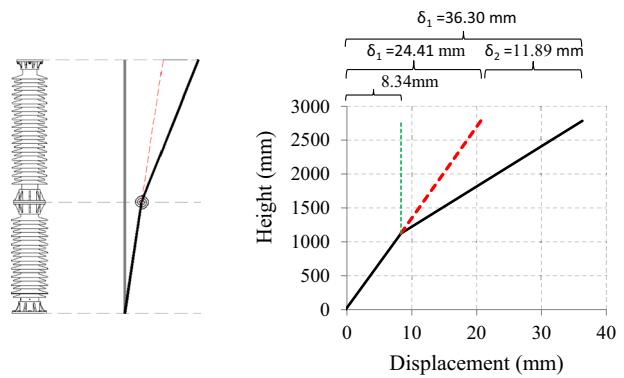 δ₁ =36.30 mm
δ₁ =24.41 mm δ₂ =11.89 mm
8.34mm
3000
2500
2000
1500
1000
500
0
Height (mm)
0 10 20 30 40
Displacement (mm)